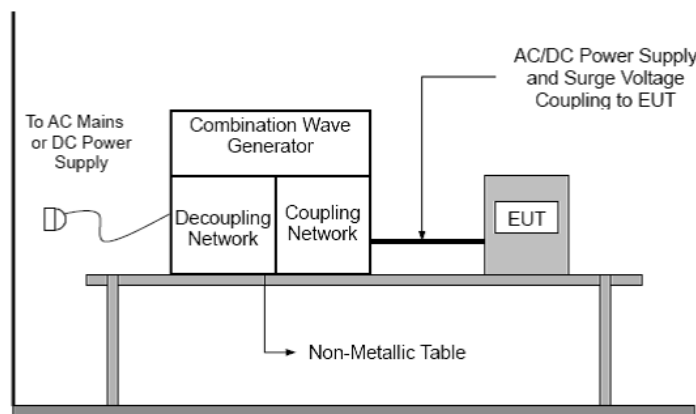 AC/DC Power Supply
and Surge Voltage
Coupling to EUT
To AC Mains
or DC Power
Supply
Combination Wave
Generator
Decoupling
Network
Coupling
Network
EUT
Non-Metallic Table